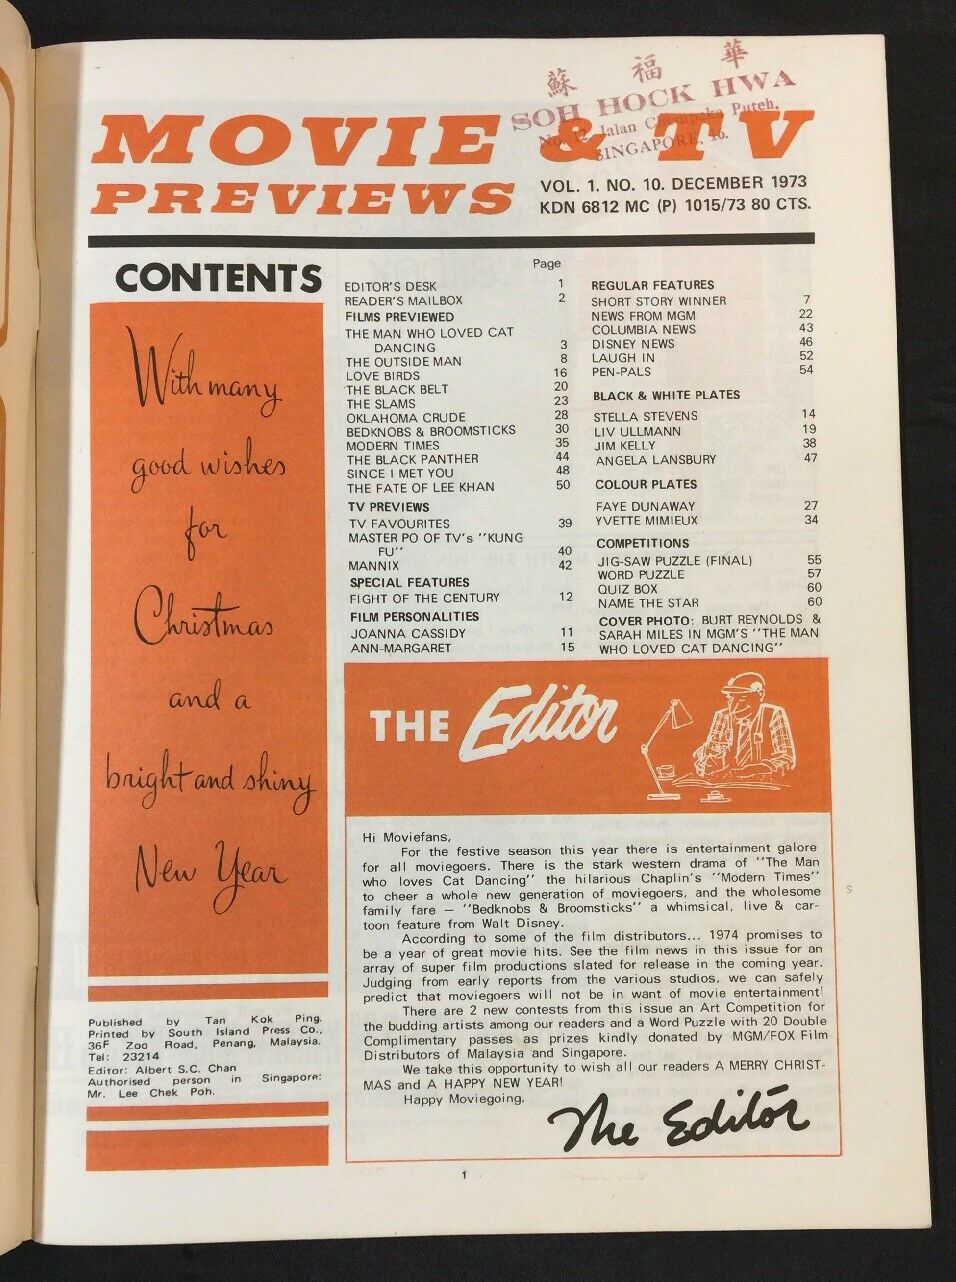 蘇 福 華
SOH HOCK HWA
No. 12, Jalan Chempaka Puteh,
SINGAPORE, 10.
MOVIE & TV
PREVIEWS
VOL. 1. NO. 10. DECEMBER 1973
KDN 6812 MC (P) 1015/73 80 CTS.
CONTENTS
With many
good wishes
for
Christmas
and a
bright and shiny
New Year
Published by Tan Kok Ping.
Printed by South Island Press Co.,
36F Zoo Road, Penang, Malaysia.
Tel: 23214
Editor: Albert S.C. Chan
Authorised person in Singapore:
Mr. Lee Chek Poh.
Page
EDITOR'S DESK 1
READER'S MAILBOX 2
FILMS PREVIEWED
THE MAN WHO LOVED CAT
DANCING 3
THE OUTSIDE MAN 8
LOVE BIRDS 16
THE BLACK BELT 20
THE SLAMS 23
OKLAHOMA CRUDE 28
BEDKNOBS & BROOMSTICKS 30
MODERN TIMES 35
THE BLACK PANTHER 44
SINCE I MET YOU 48
THE FATE OF LEE KHAN 50
TV PREVIEWS
TV FAVOURITES 39
MASTER PO OF TV's "KUNG
FU" 40
MANNIX 42
SPECIAL FEATURES
FIGHT OF THE CENTURY 12
FILM PERSONALITIES
JOANNA CASSIDY 11
ANN-MARGARET 15
REGULAR FEATURES
SHORT STORY WINNER 7
NEWS FROM MGM 22
COLUMBIA NEWS 43
DISNEY NEWS 46
LAUGH IN 52
PEN-PALS 54
BLACK & WHITE PLATES
STELLA STEVENS 14
LIV ULLMANN 19
JIM KELLY 38
ANGELA LANSBURY 47
COLOUR PLATES
FAYE DUNAWAY 27
YVETTE MIMIEUX 34
COMPETITIONS
JIG-SAW PUZZLE (FINAL) 55
WORD PUZZLE 57
QUIZ BOX 60
NAME THE STAR 60
COVER PHOTO: BURT REYNOLDS &
SARAH MILES IN MGM'S "THE MAN
WHO LOVED CAT DANCING"
THE Editor
Hi Moviefans,
For the festive season this year there is entertainment galore
for all moviegoers. There is the stark western drama of "The Man
who loves Cat Dancing" the hilarious Chaplin's "Modern Times"
to cheer a whole new generation of moviegoers, and the wholesome
family fare — "Bedknobs & Broomsticks" a whimsical, live & car-
toon feature from Walt Disney.
According to some of the film distributors... 1974 promises to
be a year of great movie hits. See the film news in this issue for an
array of super film productions slated for release in the coming year.
Judging from early reports from the various studios, we can safely
predict that moviegoers will not be in want of movie entertainment!
There are 2 new contests from this issue an Art Competition for
the budding artists among our readers and a Word Puzzle with 20 Double
Complimentary passes as prizes kindly donated by MGM/FOX Film
Distributors of Malaysia and Singapore.
We take this opportunity to wish all our readers A MERRY CHRIST-
MAS and A HAPPY NEW YEAR!
Happy Moviegoing.
The Editor
1